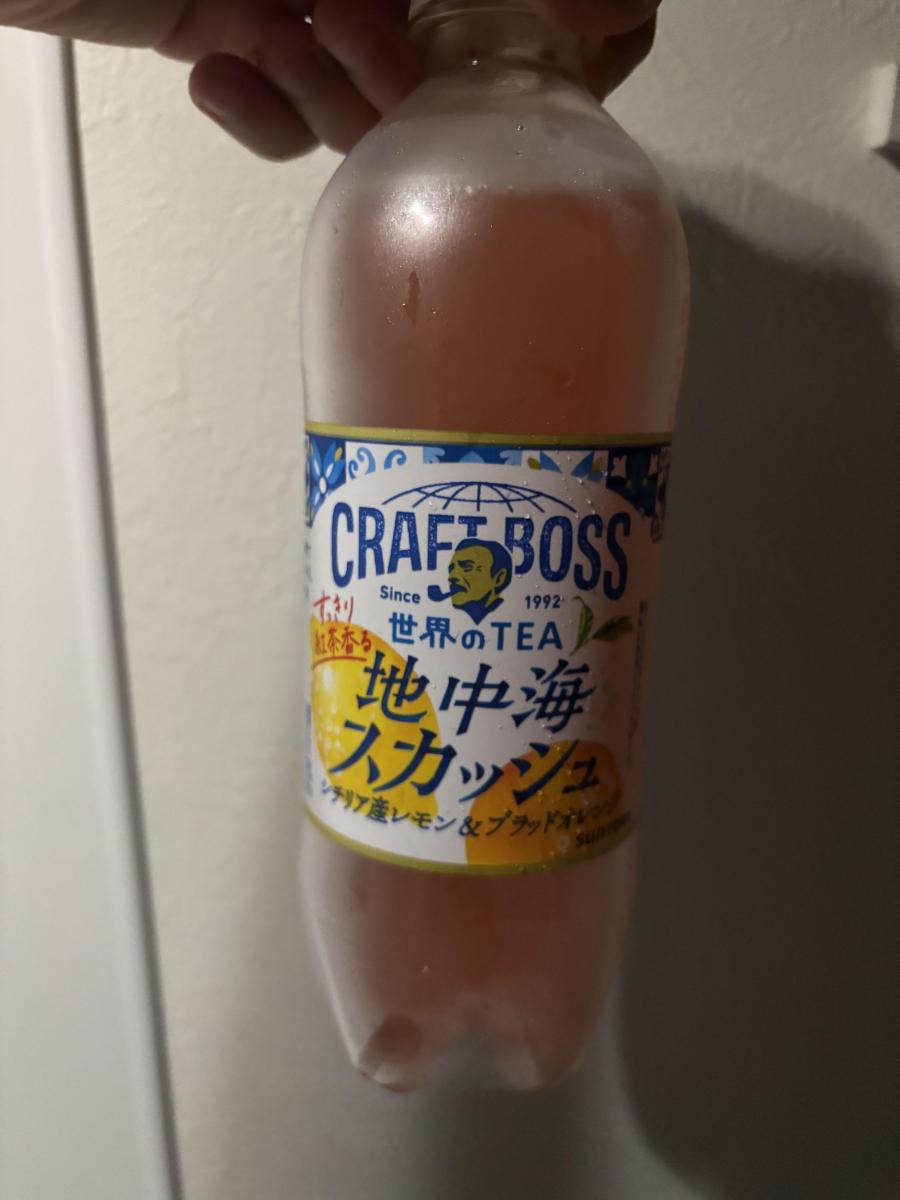 CRAFT BOSS
Since 1992
世界のTEA
すっきり
紅茶香る
地中海
スカッシュ
シチリア産レモン&ブラッドオレンジ
SUNTORY